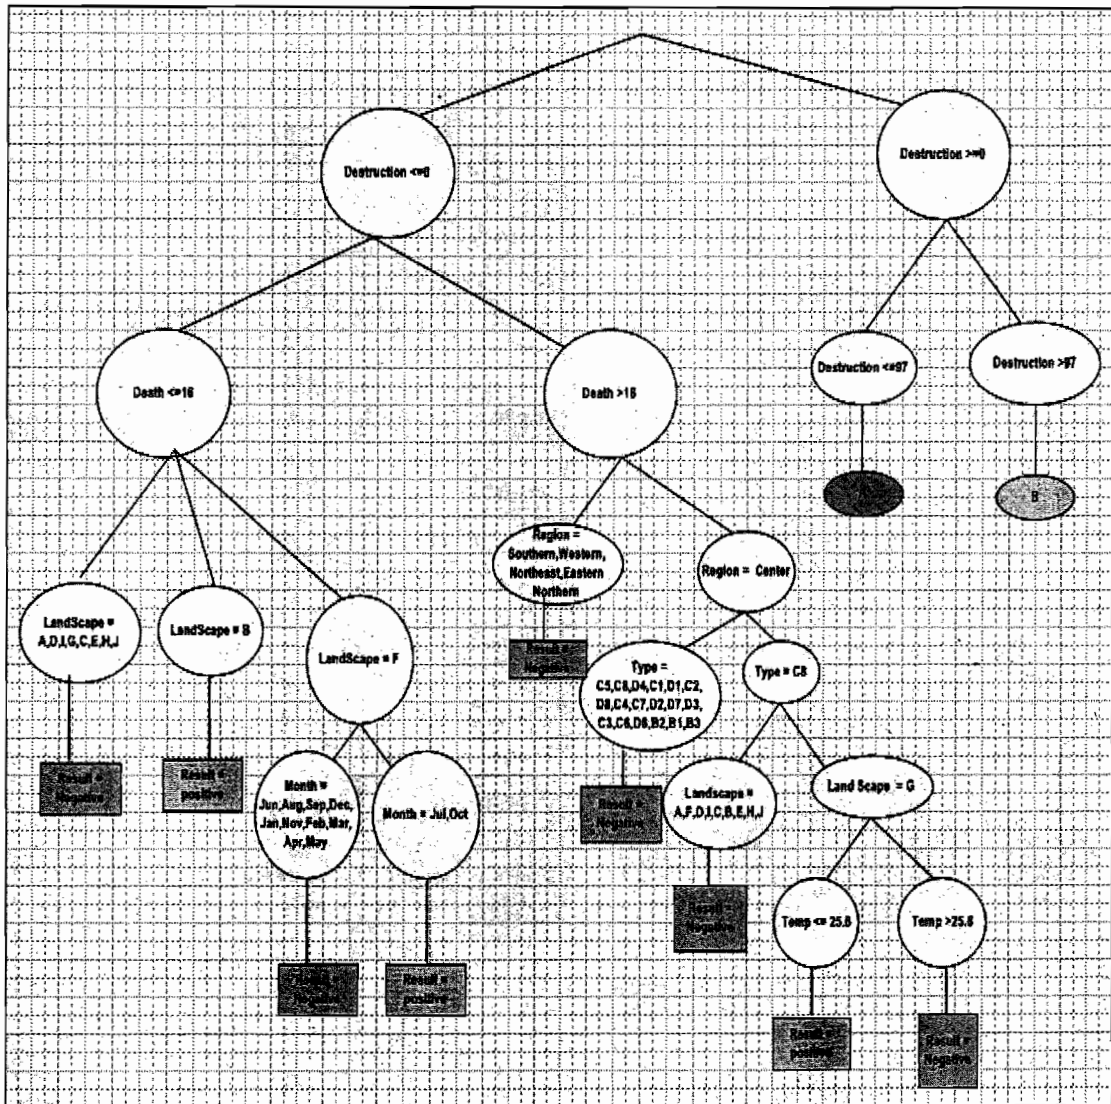 Destruction <=0
Destruction >=0
Death <=16
Death >16
Destruction <=97
Destruction >97
B
Region =
Southern,Western,
Northeast,Eastern
Northern
Region = Center
LandScape =
A,D,I,G,C,E,H,J
LandScape = B
LandScape = F
Result =
Negative
Type =
C5,C8,D4,C1,D1,C2,
D8,C4,C7,D2,D7,D3,
C3,C6,D6,B2,B1,B3
Type = C8
Result =
Negative
Result =
positive
Month =
Jun,Aug,Sep,Dec,
Jan,Nov,Feb,Mar,
Apr,May
Month = Jul,Oct
Result =
Negative
Landscape =
A,F,D,I,C,B,E,H,J
Land Scape = G
Result =
Negative
Result =
positive
Result =
Negative
Temp <= 25.6
Temp >25.6
Result =
positive
Result =
Negative